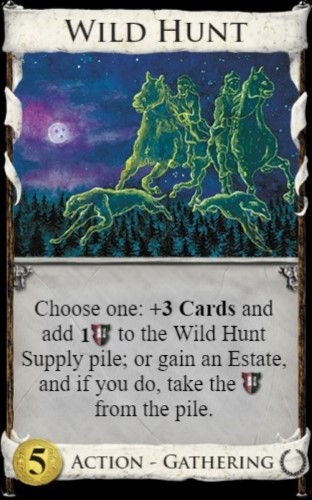 WILD HUNT
Choose one: +3 Cards and
add 1 to the Wild Hunt
Supply pile; or gain an Estate,
and if you do, take the
from the pile.
5 ACTION - GATHERING